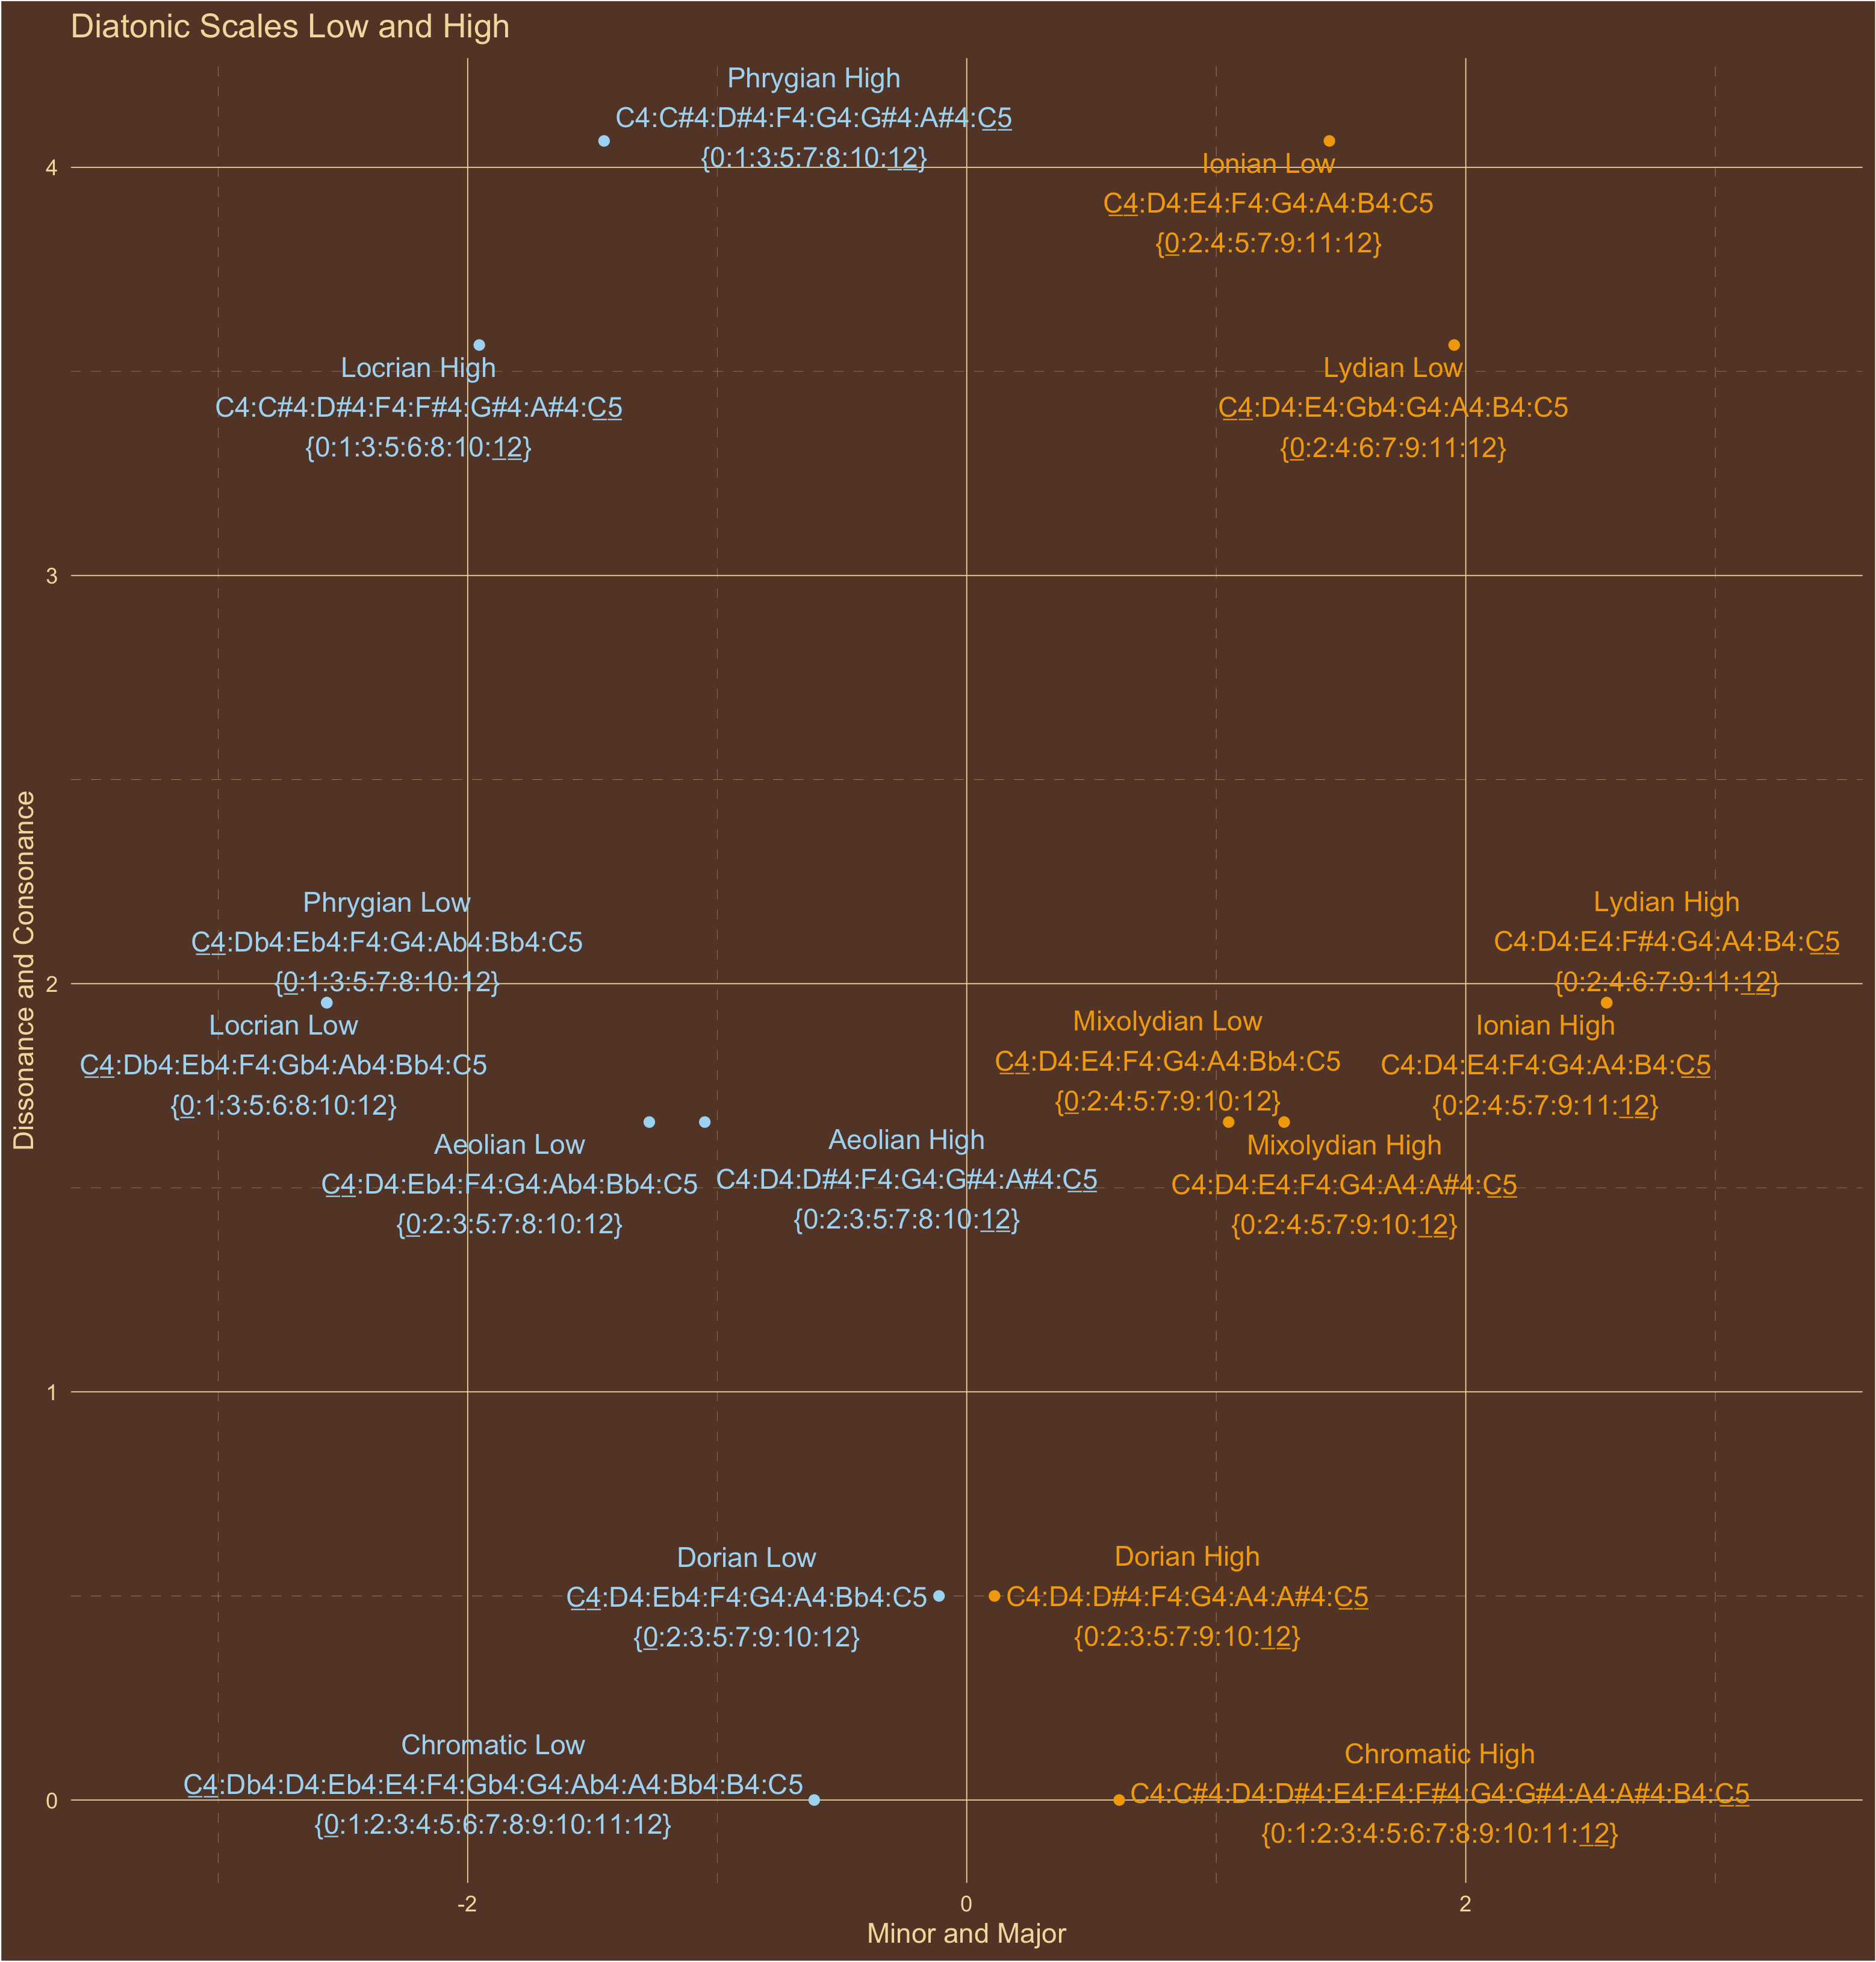 Diatonic Scales Low and High
Phrygian High
C4:C#4:D#4:F4:G4:G#4:A#4:C5
{0:1:3:5:7:8:10:12}
Ionian Low
C4:D4:E4:F4:G4:A4:B4:C5
{0:2:4:5:7:9:11:12}
4
Locrian High
C4:C#4:D#4:F4:F#4:G#4:A#4:C5
{0:1:3:5:6:8:10:12}
Lydian Low
C4:D4:E4:Gb4:G4:A4:B4:C5
{0:2:4:6:7:9:11:12}
3
Dissonance and Consonance
Phrygian Low
C4:Db4:Eb4:F4:G4:Ab4:Bb4:C5
{0:1:3:5:7:8:10:12}
Lydian High
C4:D4:E4:F#4:G4:A4:B4:C5
{0:2:4:6:7:9:11:12}
2
Locrian Low
C4:Db4:Eb4:F4:Gb4:Ab4:Bb4:C5
{0:1:3:5:6:8:10:12}
Mixolydian Low
C4:D4:E4:F4:G4:A4:Bb4:C5
{0:2:4:5:7:9:10:12}
Ionian High
C4:D4:E4:F4:G4:A4:B4:C5
{0:2:4:5:7:9:11:12}
Aeolian Low
C4:D4:Eb4:F4:G4:Ab4:Bb4:C5
{0:2:3:5:7:8:10:12}
Aeolian High
C4:D4:D#4:F4:G4:G#4:A#4:C5
{0:2:3:5:7:8:10:12}
Mixolydian High
C4:D4:E4:F4:G4:A4:A#4:C5
{0:2:4:5:7:9:10:12}
1
Dorian Low
C4:D4:Eb4:F4:G4:A4:Bb4:C5
{0:2:3:5:7:9:10:12}
Dorian High
C4:D4:D#4:F4:G4:A4:A#4:C5
{0:2:3:5:7:9:10:12}
Chromatic Low
C4:Db4:D4:Eb4:E4:F4:Gb4:G4:Ab4:A4:Bb4:B4:C5
{0:1:2:3:4:5:6:7:8:9:10:11:12}
Chromatic High
C4:C#4:D4:D#4:E4:F4:F#4:G4:G#4:A4:A#4:B4:C5
{0:1:2:3:4:5:6:7:8:9:10:11:12}
0
-2 0 2
Minor and Major